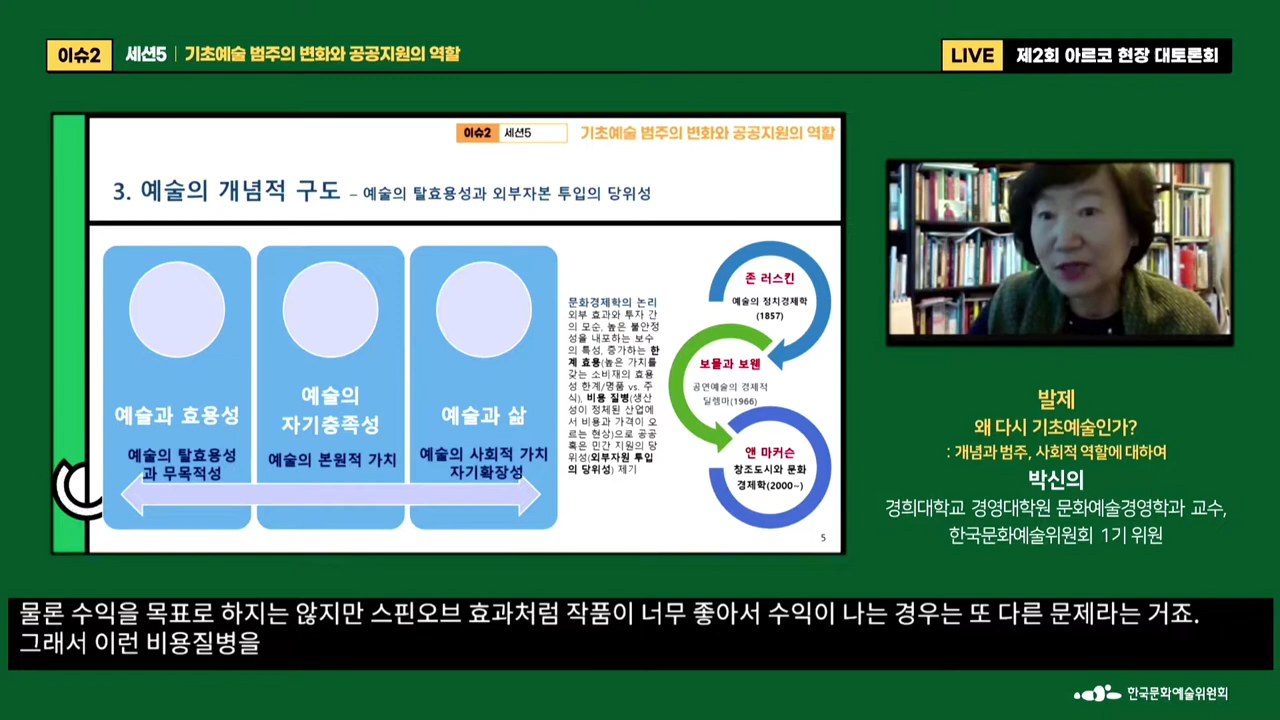 이슈2 세션5 기초예술 범주의 변화와 공공지원의 역할
LIVE 제2회 아르코 현장 대토론회
이슈2 세션5 기초예술 범주의 변화와 공공지원의 역할
3. 예술의 개념적 구도 – 예술의 탈효용성과 외부자본 투입의 당위성
예술과 효용성
예술의 탈효용성
과 무목적성
예술의
자기충족성
예술의 본원적 가치
예술과 삶
예술의 사회적 가치
자기확장성
문화경제학의 논리
외부 효과와 투자 간
의 모순, 높은 불안정
성을 내포하는 보수
의 특성, 증가하는 한
계 효용(높은 가치를
갖는 소비재의 효용
성 한계/명품 vs. 주
식), 비용 질병(생산
성이 정체된 산업에
서 비용과 가격이 오
르는 현상)으로 공공
혹은 민간 지원의 당
위성(외부자원 투입
의 당위성) 제기
존 러스킨
예술의 정치경제학
(1857)
보몰과 보웬
공연예술의 경제적
딜렘마(1966)
앤 마커슨
창조도시와 문화
경제학(2000~)
5
발제
왜 다시 기초예술인가?
: 개념과 범주, 사회적 역할에 대하여
박신의
경희대학교 경영대학원 문화예술경영학과 교수,
한국문화예술위원회 1기 위원
물론 수익을 목표로 하지는 않지만 스핀오브 효과처럼 작품이 너무 좋아서 수익이 나는 경우는 또 다른 문제라는 거죠.
그래서 이런 비용질병을
한국문화예술위원회